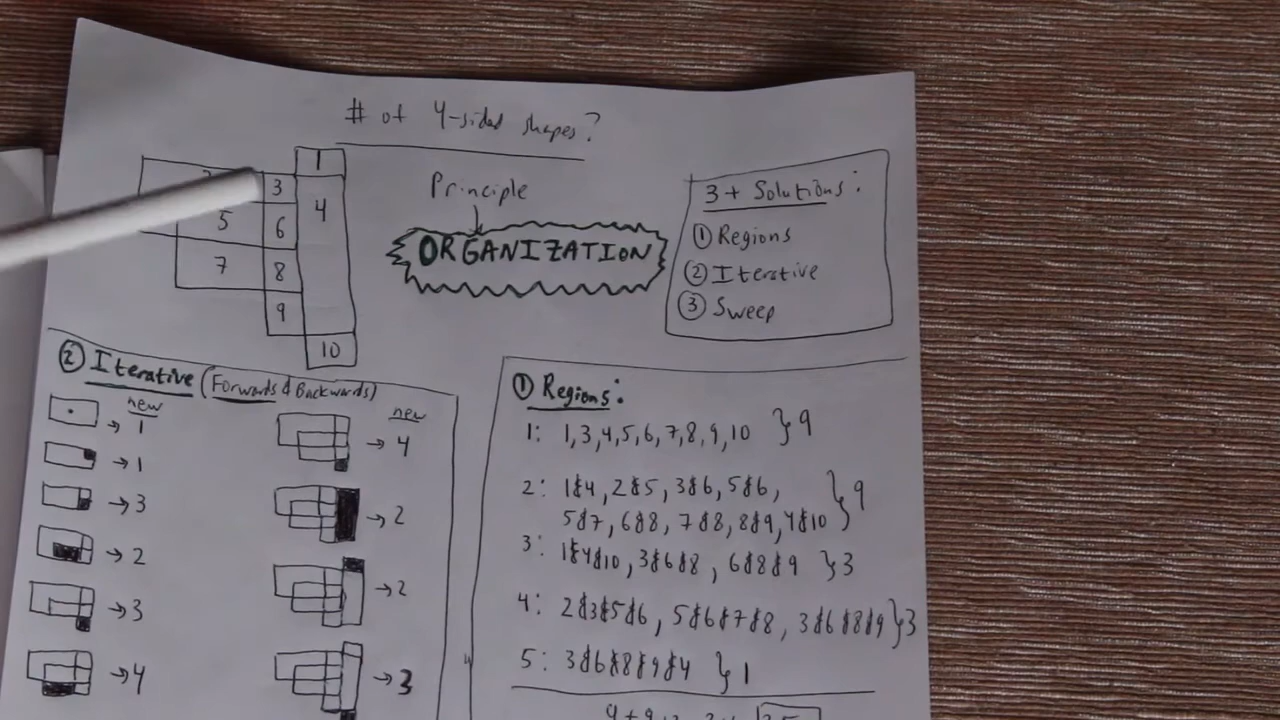 # of 4-sided shapes?
1
3
4
5
6
7
8
9
10
Principle
ORGANIZATION
3+ Solutions:
① Regions
② Iterative
③ Sweep
② Iterative (Forwards & Backwards)
new
→ 1
→ 1
→ 3
→ 2
→ 3
→ 4
new
→ 4
→ 2
→ 2
→ 3
① Regions:
1: 1,3,4,5,6,7,8,9,10 } 9
2: 1&4, 2&5, 3&6, 5&6,
5&7, 6&8, 7&8, 8&9, 4&10 } 9
3: 1&4&10, 3&6&8, 6&8&9 } 3
4: 2&3&5&6, 5&6&7&8, 3&6&8&9 } 3
5: 3&6&8&9&4 } 1